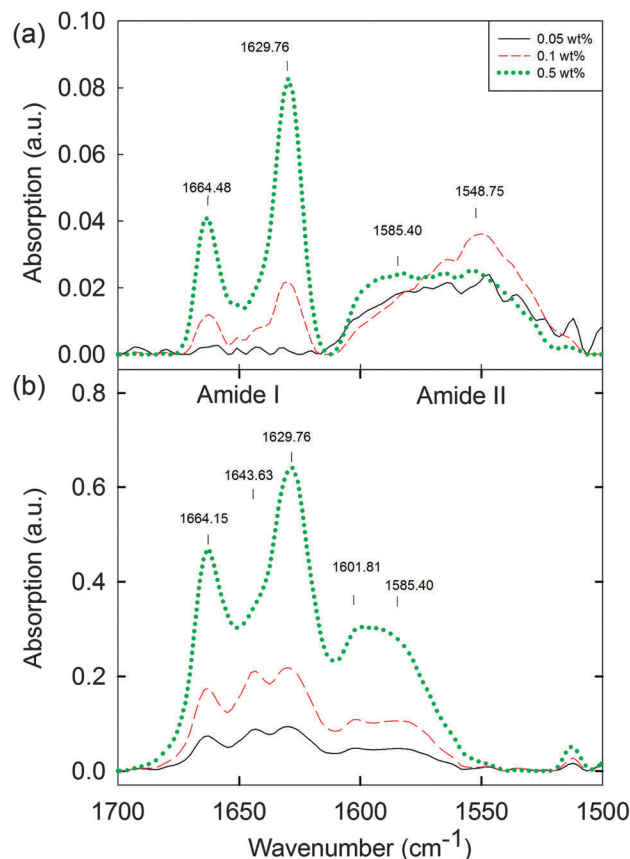 (a)
0.10
0.08
0.06
0.04
0.02
0.00
Absorption (a.u.)
1629.76
1664.48
1585.40
1548.75
0.05 wt%
0.1 wt%
0.5 wt%
Amide I
Amide II
(b)
0.8
0.6
0.4
0.2
0.0
Absorption (a.u.)
1629.76
1643.63
1664.15
1601.81
1585.40
1700 1650 1600 1550 1500
Wavenumber (cm-1)